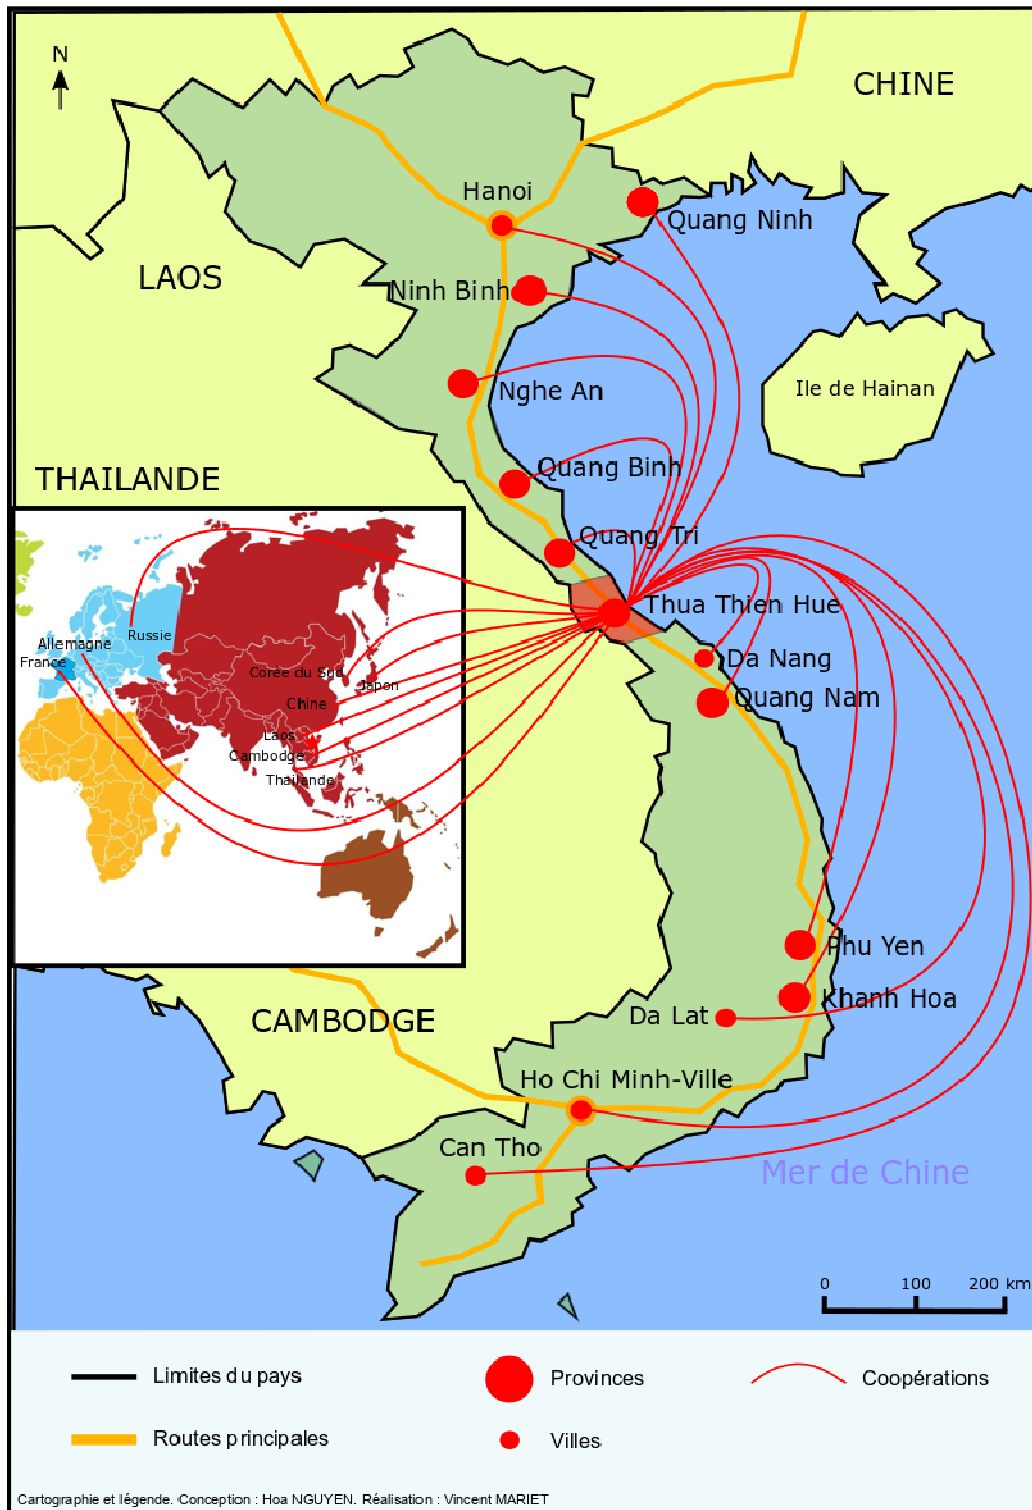 N
CHINE
Hanoi
Quang Ninh
LAOS
Ninh Binh
Nghe An
Ile de Hainan
THAILANDE
Quang Binh
Quang Tri
Thua Thien Hue
Russie
Allemagne
France
Corée du Sud
Japon
Chine
Laos
Cambodge
Thailande
Da Nang
Quang Nam
Phu Yen
Khanh Hoa
Da Lat
CAMBODGE
Ho Chi Minh-Ville
Can Tho
Mer de Chine
0 100 200 km
Limites du pays
Provinces
Coopérations
Routes principales
Villes
Cartographie et légende. Conception : Hoa NGUYEN. Réalisation : Vincent MARIET